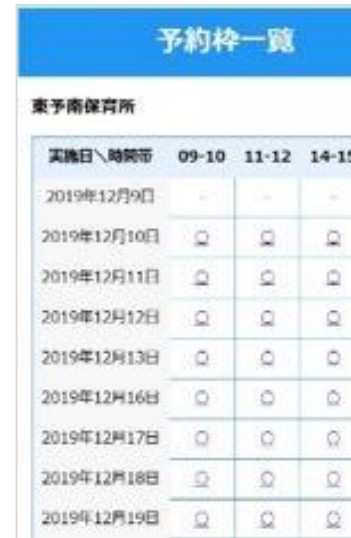 予約枠一覧
東予南保育所
実施日＼時間帯 09-10 11-12 14-15
2019年12月9日 - - -
2019年12月10日 ○ ○ ○
2019年12月11日 ○ ○ ○
2019年12月12日 ○ ○ ○
2019年12月13日 ○ ○ ○
2019年12月16日 ○ ○ ○
2019年12月17日 ○ ○ ○
2019年12月18日 ○ ○ ○
2019年12月19日 ○ ○ ○